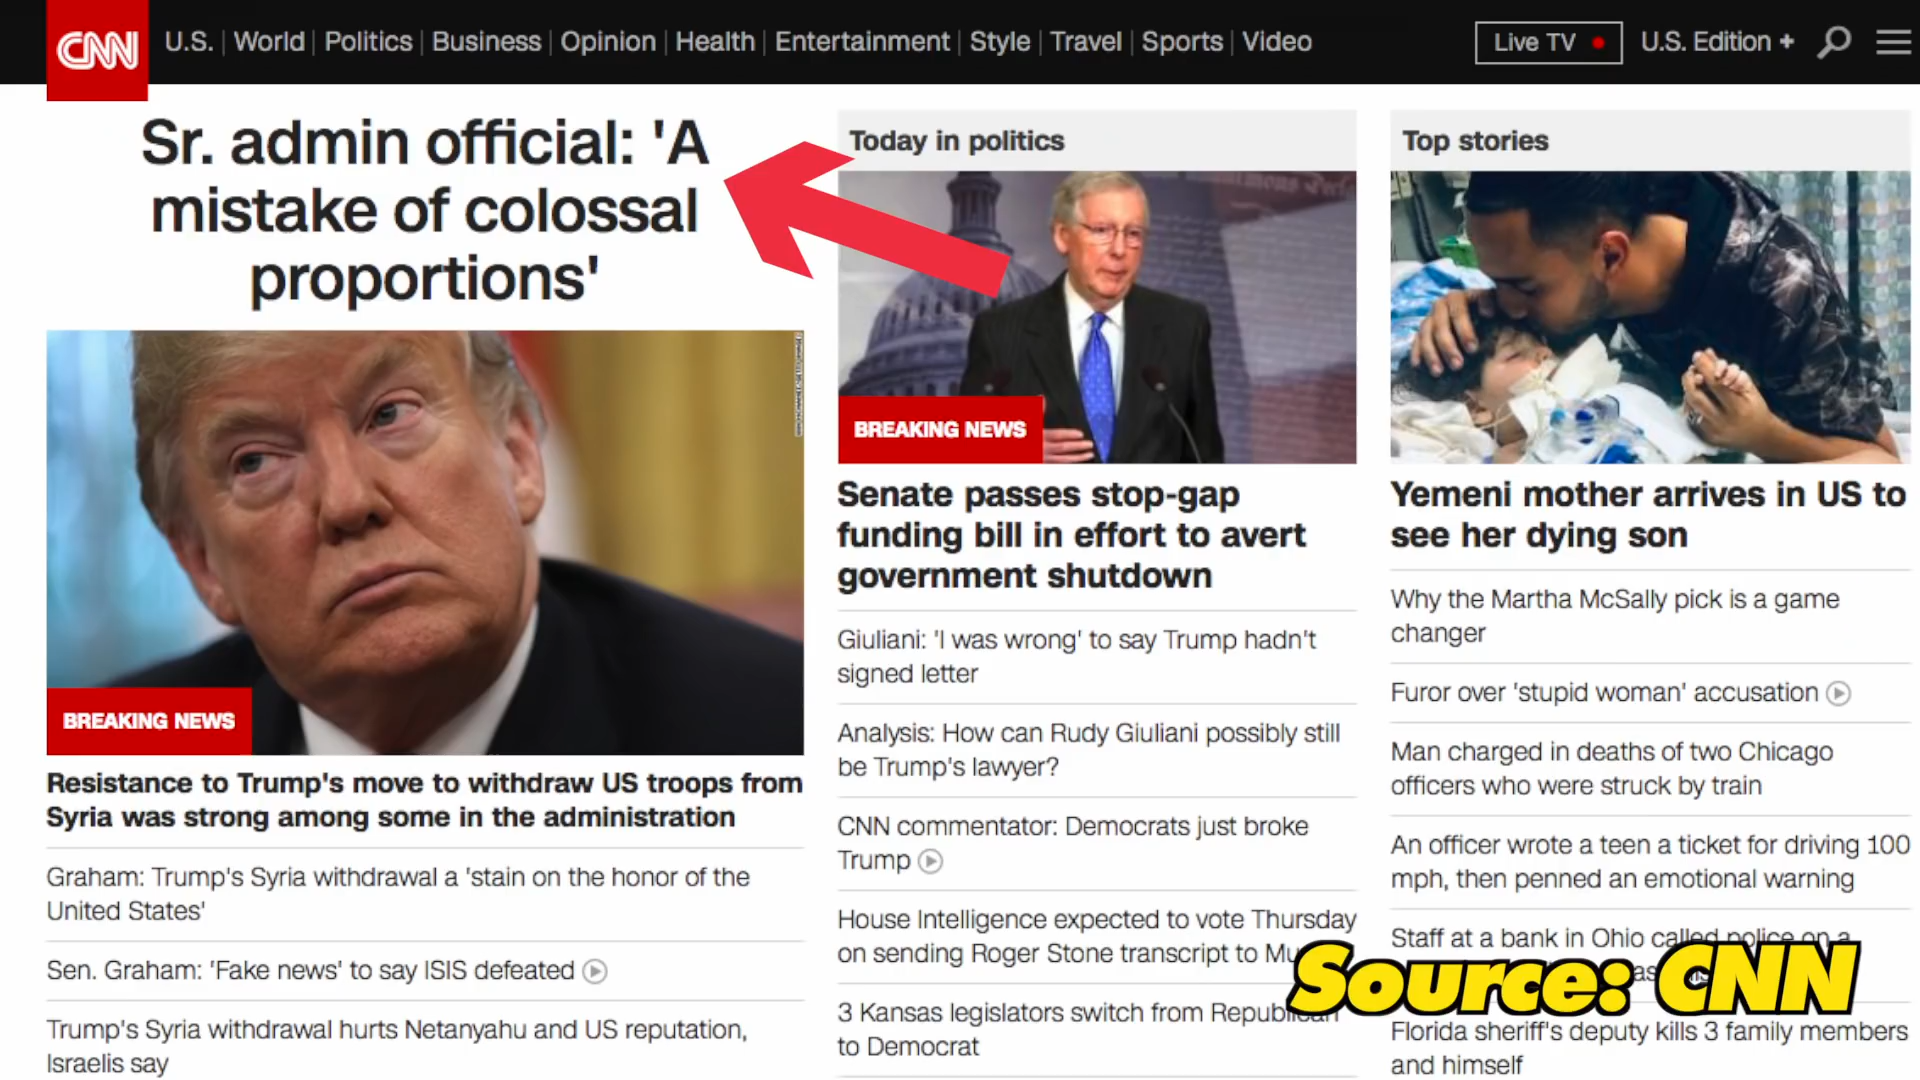 CNN
U.S. | World | Politics | Business | Opinion | Health | Entertainment | Style | Travel | Sports | Video
Live TV
U.S. Edition +
Sr. admin official: 'A
mistake of colossal
proportions'
BREAKING NEWS
Resistance to Trump's move to withdraw US troops from
Syria was strong among some in the administration
Graham: Trump's Syria withdrawal a 'stain on the honor of the
United States'
Sen. Graham: 'Fake news' to say ISIS defeated
Trump's Syria withdrawal hurts Netanyahu and US reputation,
Israelis say
Today in politics
BREAKING NEWS
Senate passes stop-gap
funding bill in effort to avert
government shutdown
Giuliani: 'I was wrong' to say Trump hadn't
signed letter
Analysis: How can Rudy Giuliani possibly still
be Trump's lawyer?
CNN commentator: Democrats just broke
Trump
House Intelligence expected to vote Thursday
on sending Roger Stone transcript to Mu
3 Kansas legislators switch from Republican
to Democrat
Top stories
Yemeni mother arrives in US to
see her dying son
Why the Martha McSally pick is a game
changer
Furor over 'stupid woman' accusation
Man charged in deaths of two Chicago
officers who were struck by train
An officer wrote a teen a ticket for driving 100
mph, then penned an emotional warning
Staff at a bank in Ohio called police on a
Florida sheriff's deputy kills 3 family members
and himself
Source: CNN